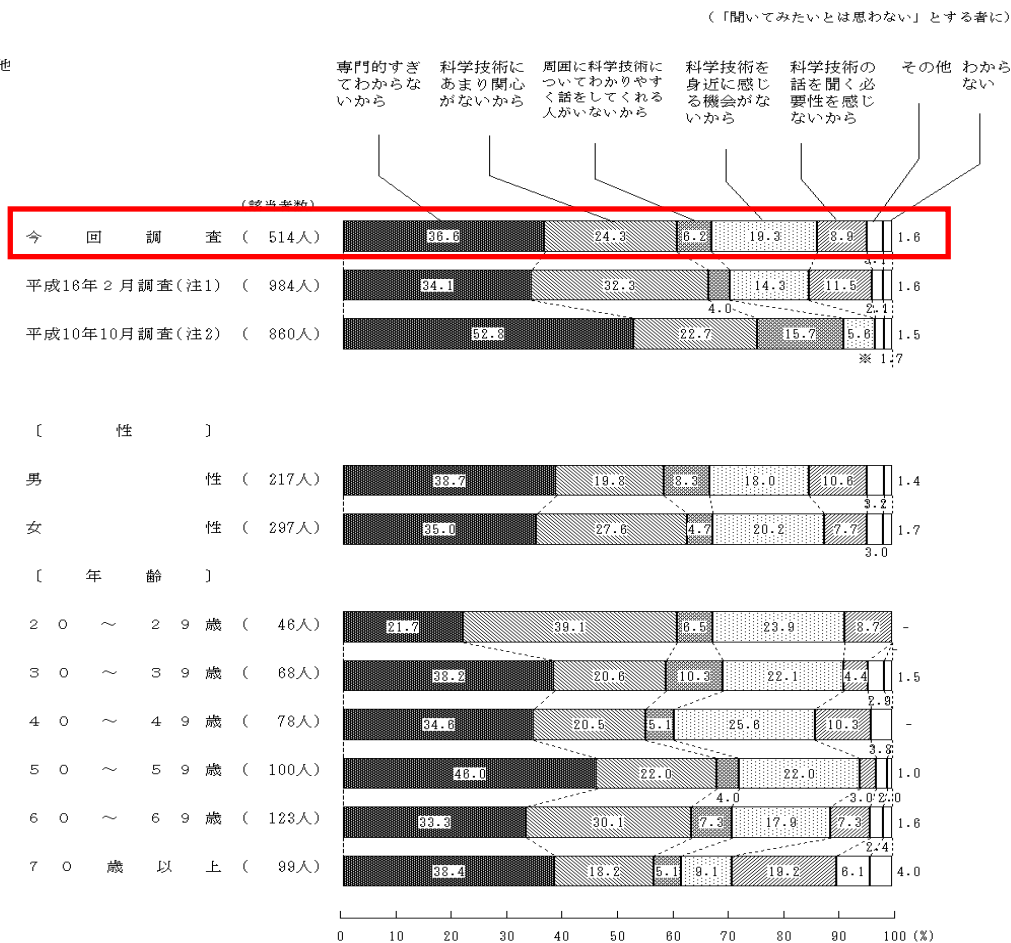 （「聞いてみたいとは思わない」とする者に）
他
専門的すぎ
てわからな
いから
科学技術に
あまり関心
がないから
周囲に科学技術に
ついてわかりやす
く話をしてくれる
人がいないから
科学技術を
身近に感じ
る機会がな
いから
科学技術の
話を聞く必
要性を感じ
ないから
その他
わから
ない
(該当者数)
今回調査 ( 514人) 36.6 24.3 6.2 19.3 8.9 1.6
平成16年2月調査(注1) ( 984人) 34.1 32.3 14.3 11.5 1.6
4.0 2.1
平成10年10月調査(注2) ( 860人) 52.8 22.7 15.7 5.6 1.5
※ 1.7
〔 性 〕
男性 ( 217人) 38.7 19.8 8.3 18.0 10.6 1.4
3.2
女性 ( 297人) 35.0 27.6 4.7 20.2 7.7 1.7
3.0
〔 年齢 〕
20～29歳 ( 46人) 21.7 39.1 6.5 23.9 8.7 -
-
30～39歳 ( 68人) 38.2 20.6 10.3 22.1 4.4 1.5
2.9
40～49歳 ( 78人) 34.6 20.5 5.1 25.6 10.3 -
3.8
50～59歳 ( 100人) 46.0 22.0 22.0 1.0
4.0 3.0 2.0
60～69歳 ( 123人) 33.3 30.1 7.3 17.9 7.3 1.6
2.4
70歳以上 ( 99人) 38.4 18.2 5.1 9.1 19.2 6.1 4.0
0 10 20 30 40 50 60 70 80 90 100 (%)